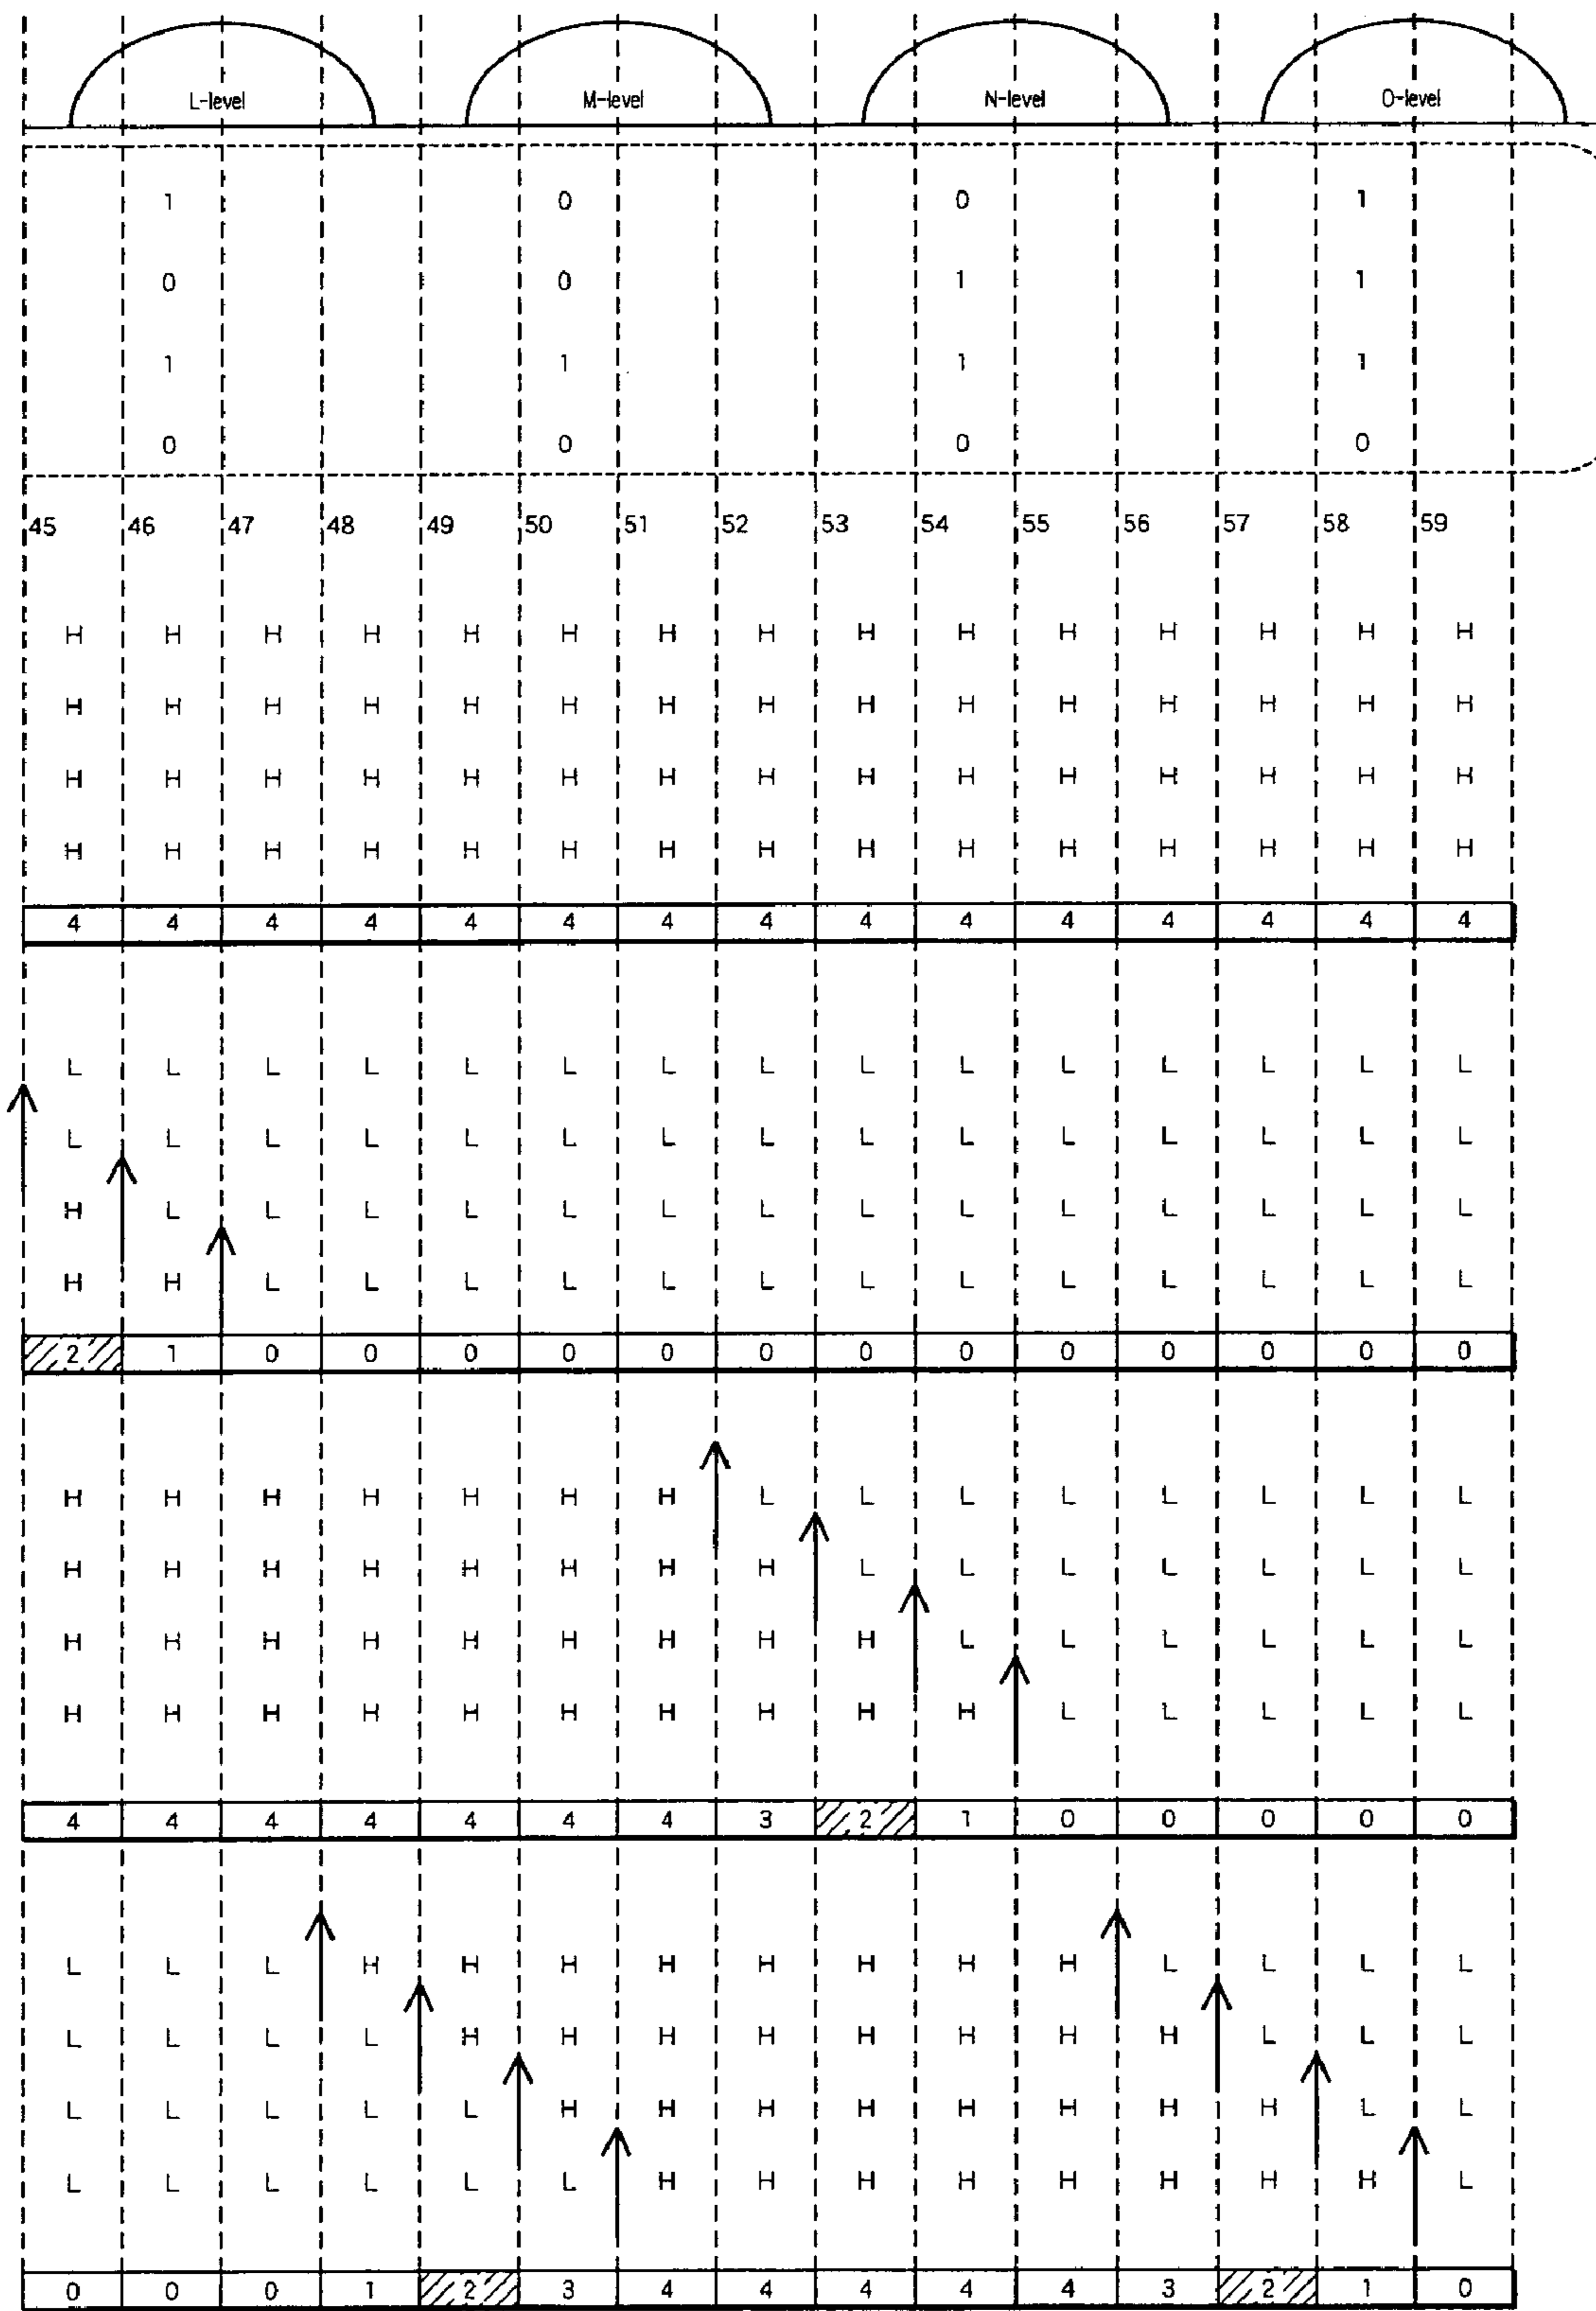 L-level M-level N-level O-level
1 0 0 1
0 0 1 1
1 1 1 1
0 0 0 0
45 46 47 48 49 50 51 52 53 54 55 56 57 58 59
H H H H H H H H H H H H H H H
H H H H H H H H H H H H H H H
H H H H H H H H H H H H H H H
H H H H H H H H H H H H H H H
4 4 4 4 4 4 4 4 4 4 4 4 4 4 4
L L L L L L L L L L L L L L L
L L L L L L L L L L L L L L L
H L L L L L L L L L L L L L L
H H L L L L L L L L L L L L L
2 1 0 0 0 0 0 0 0 0 0 0 0 0 0
H H H H H H H L L L L L L L L
H H H H H H H H L L L L L L L
H H H H H H H H H L L L L L L
H H H H H H H H H H L L L L L
4 4 4 4 4 4 4 3 2 1 0 0 0 0 0
L L L H H H H H H H H L L L L
L L L L H H H H H H H H L L L
L L L L L H H H H H H H H L L
L L L L L L H H H H H H H H L
0 0 0 1 2 3 4 4 4 4 4 3 2 1 0